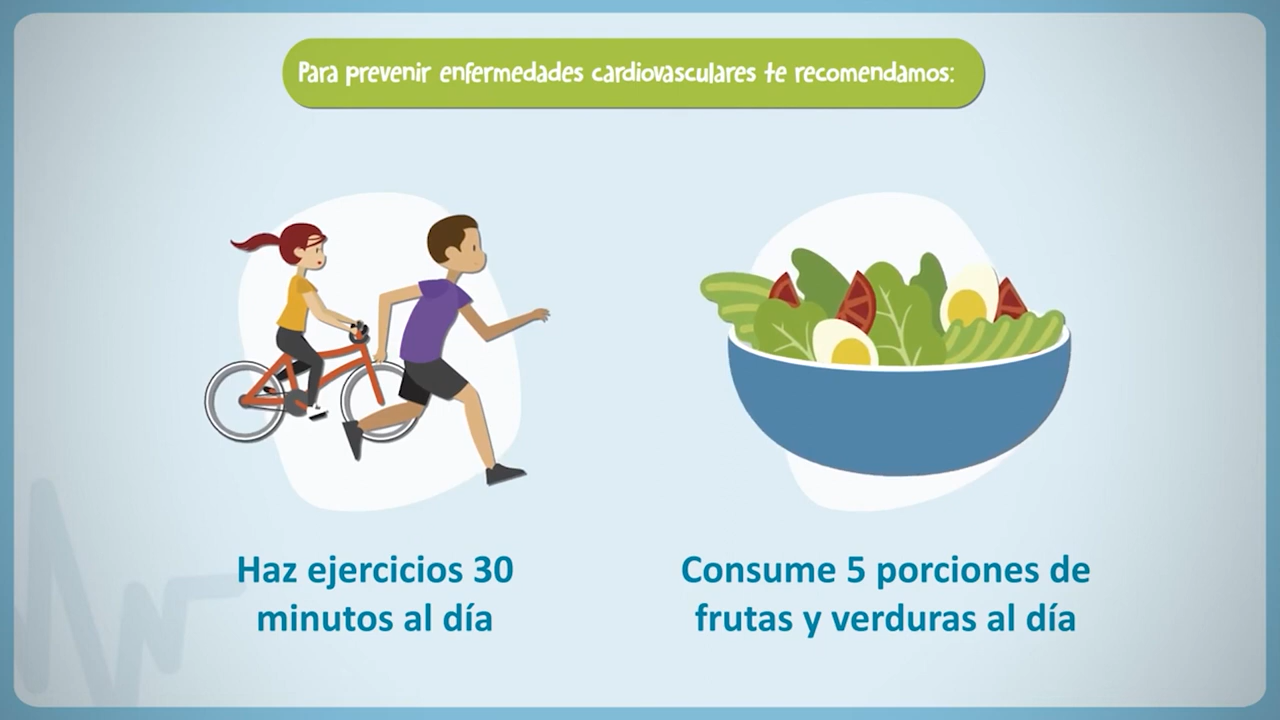 Para prevenir enfermedades cardiovasculares te recomendamos:
Haz ejercicios 30
minutos al día
Consume 5 porciones de
frutas y verduras al día